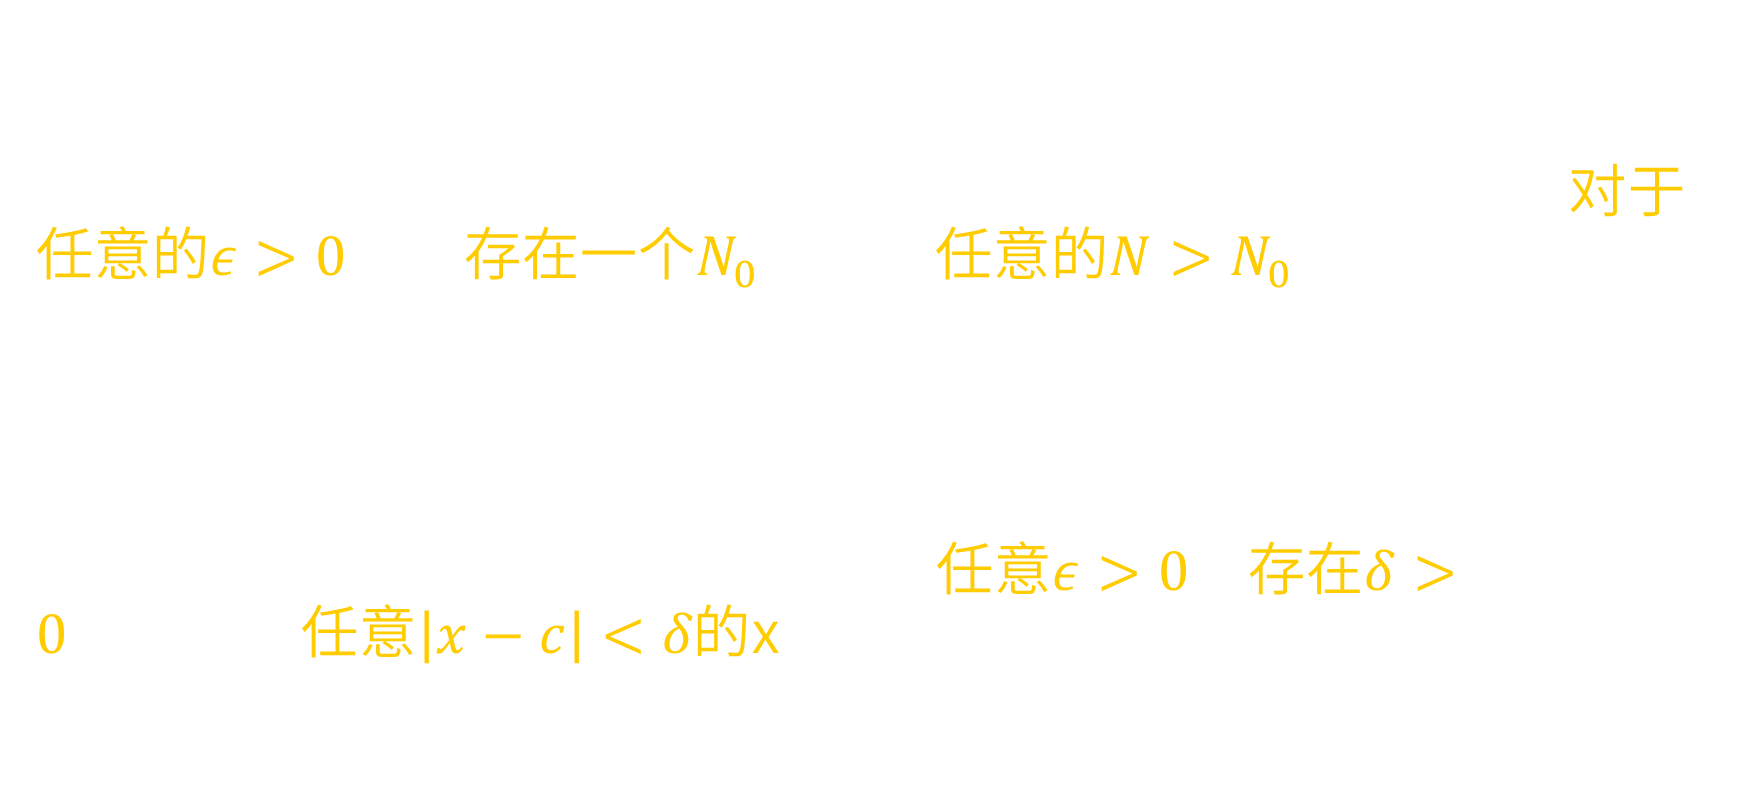 对于
任意的ϵ > 0 存在一个N₀ 任意的N > N₀
任意ϵ > 0 存在δ >
0 任意|x − c| < δ的x